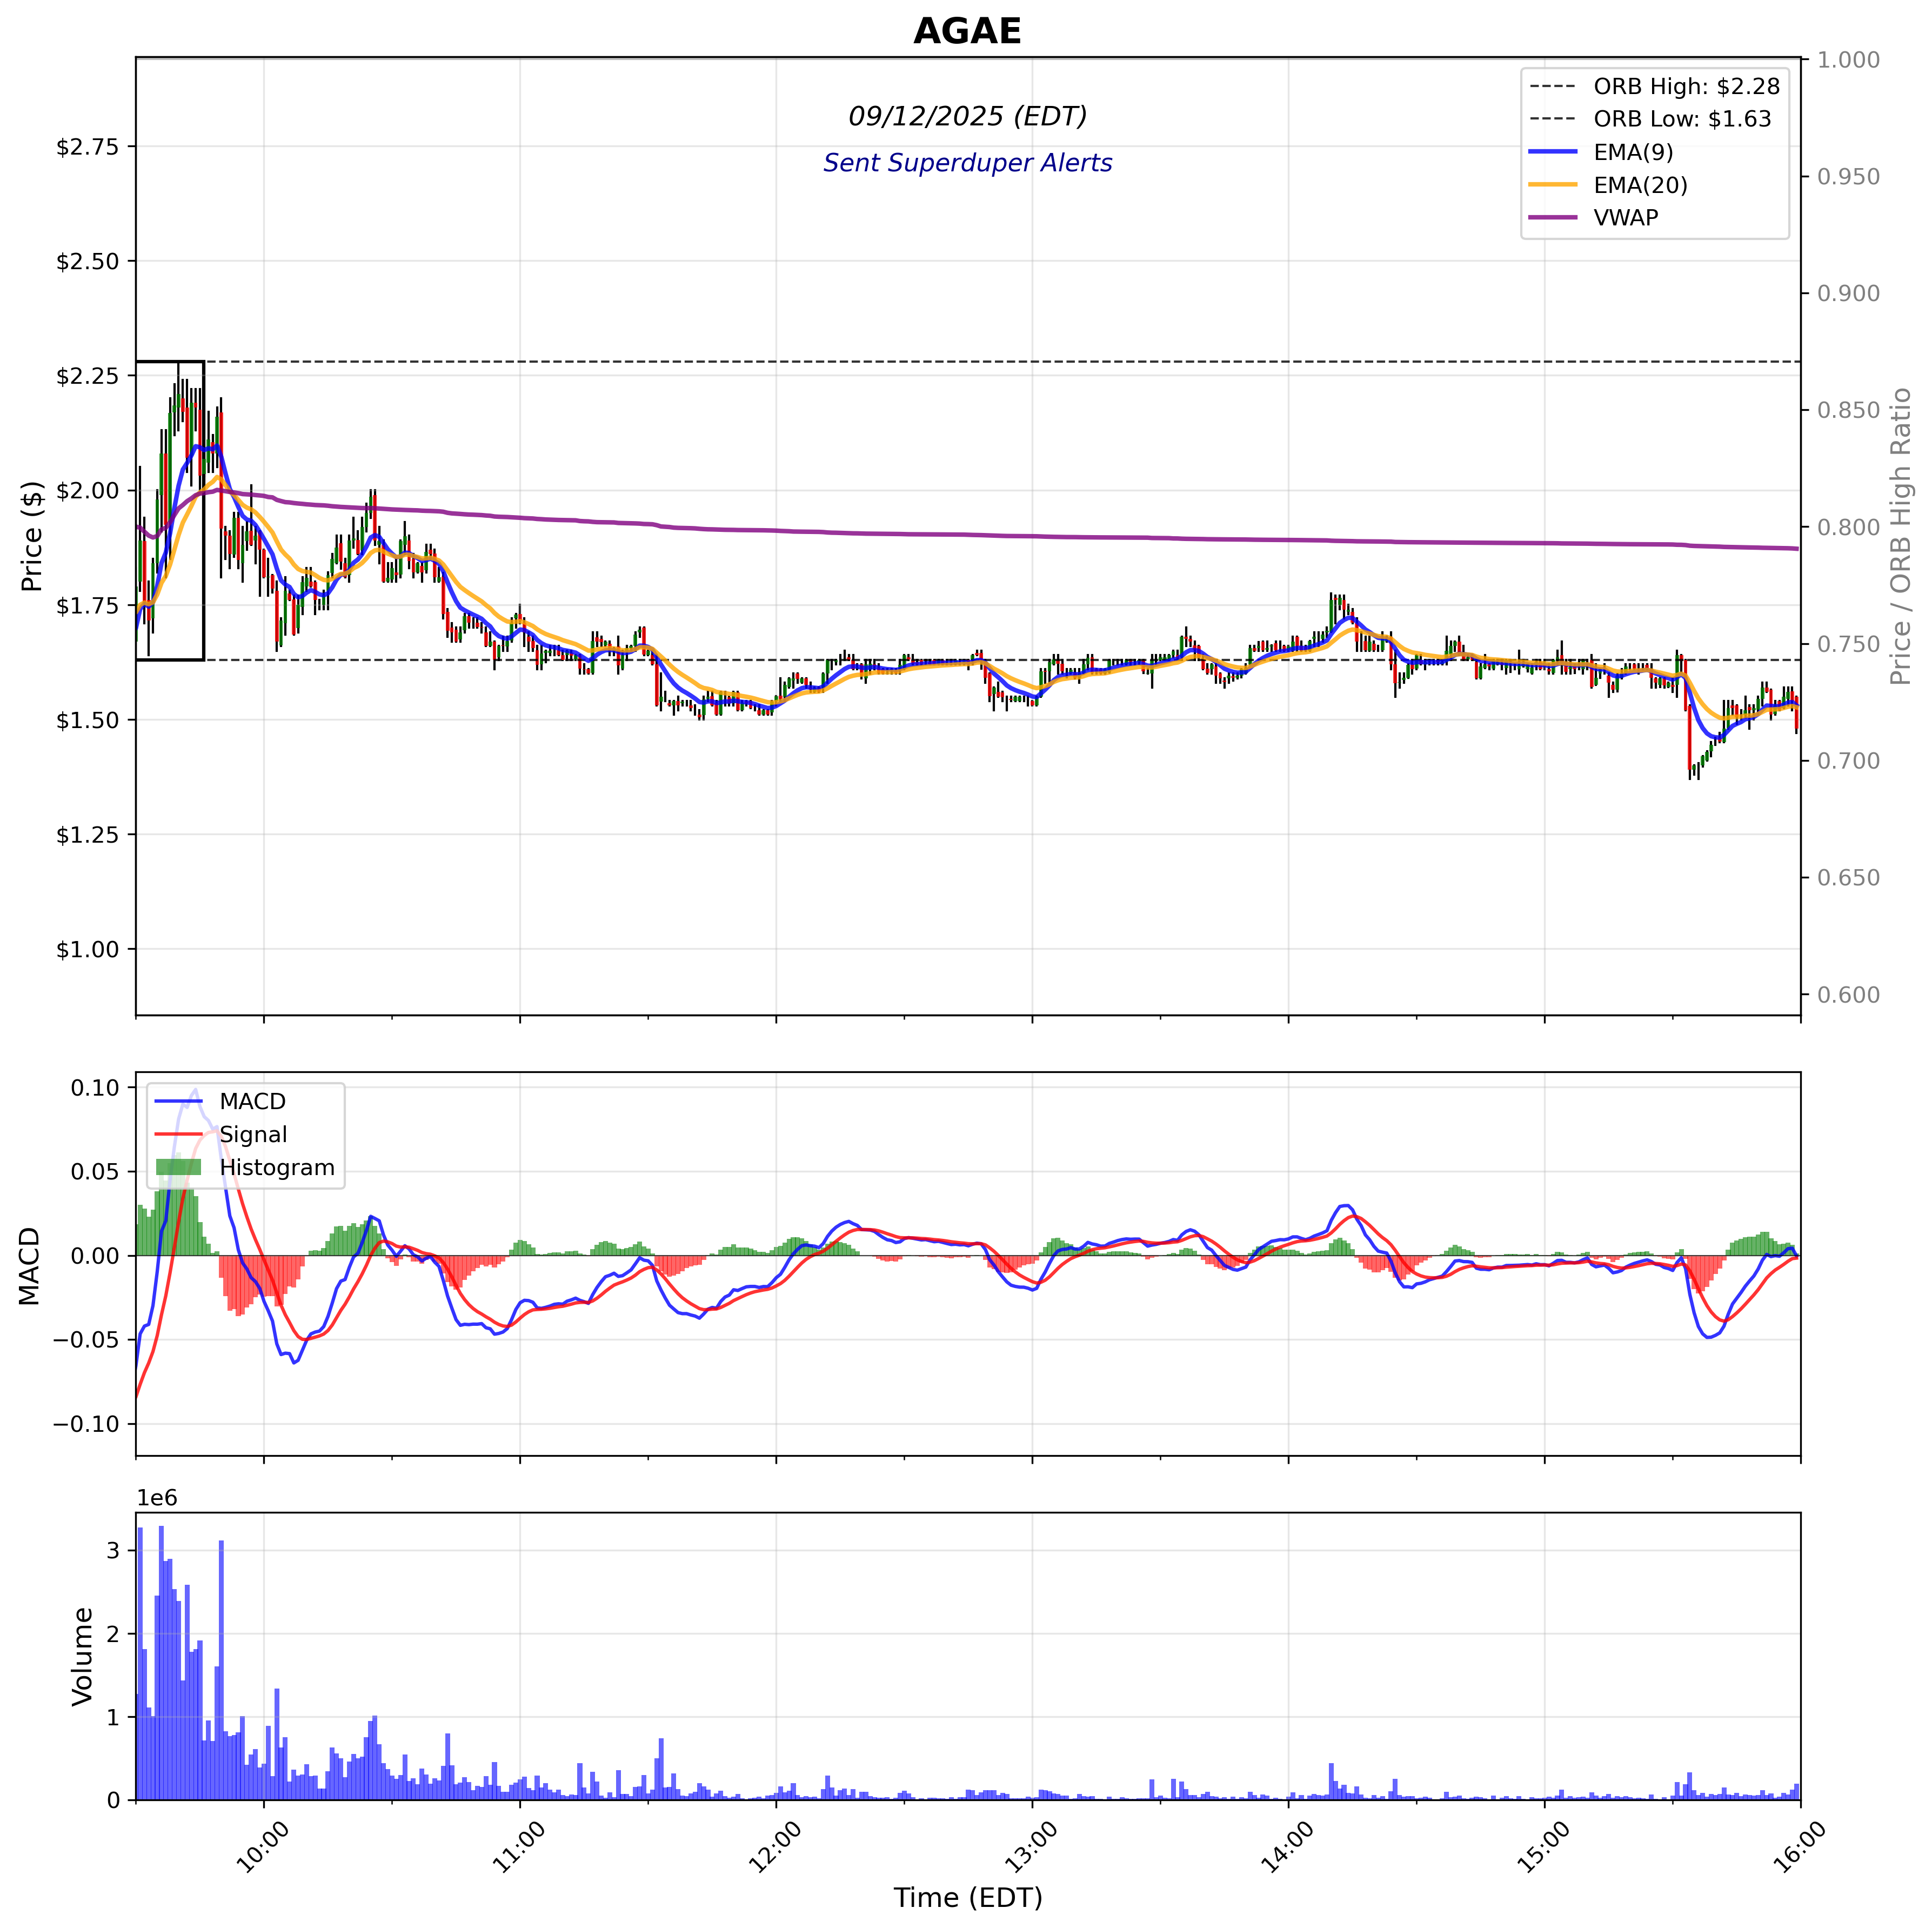 AGAE
09/12/2025 (EDT)
Sent Superduper Alerts
ORB High: $2.28
ORB Low: $1.63
EMA(9)
EMA(20)
VWAP
Price ($)
$2.75
$2.50
$2.25
$2.00
$1.75
$1.50
$1.25
$1.00
1.000
0.950
0.900
0.850
0.800
0.750
0.700
0.650
0.600
Price / ORB High Ratio
MACD
Signal
Histogram
MACD
0.10
0.05
0.00
−0.05
−0.10
1e6
Volume
3
2
1
0
10:00
11:00
12:00
13:00
14:00
15:00
16:00
Time (EDT)